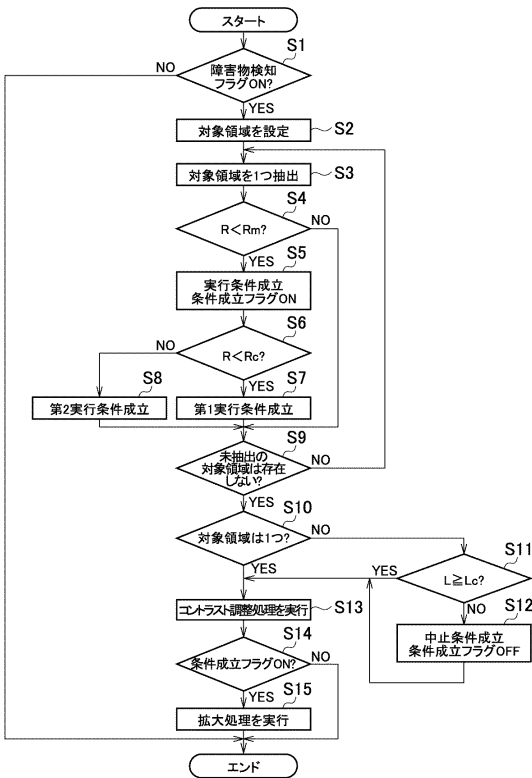 スタート
S1
障害物検知
フラグON?
NO
YES
対象領域を設定
S2
対象領域を1つ抽出
S3
S4
R<Rm?
NO
YES
S5
実行条件成立
条件成立フラグON
S6
R<Rc?
NO
YES
S8
第2実行条件成立
S7
第1実行条件成立
S9
未抽出の
対象領域は存在
しない?
NO
YES
S10
対象領域は1つ?
NO
YES
S11
L≧Lc?
YES
NO
S12
中止条件成立
条件成立フラグOFF
コントラスト調整処理を実行
S13
S14
条件成立フラグON?
NO
YES
S15
拡大処理を実行
エンド